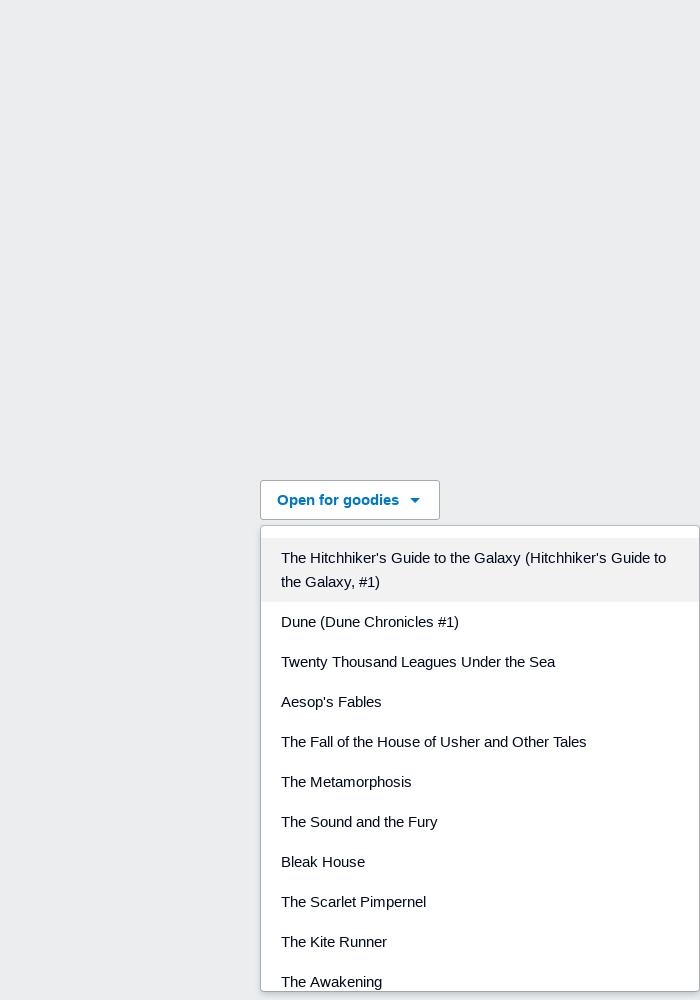 Open for goodies
The Hitchhiker's Guide to the Galaxy (Hitchhiker's Guide to
the Galaxy, #1)
Dune (Dune Chronicles #1)
Twenty Thousand Leagues Under the Sea
Aesop's Fables
The Fall of the House of Usher and Other Tales
The Metamorphosis
The Sound and the Fury
Bleak House
The Scarlet Pimpernel
The Kite Runner
The Awakening